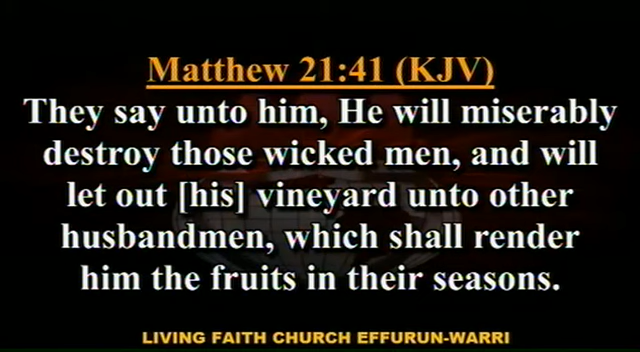 Matthew 21:41 (KJV)
They say unto him, He will miserably
destroy those wicked men, and will
let out [his] vineyard unto other
husbandmen, which shall render
him the fruits in their seasons.
LIVING FAITH CHURCH EFFURUN-WARRI